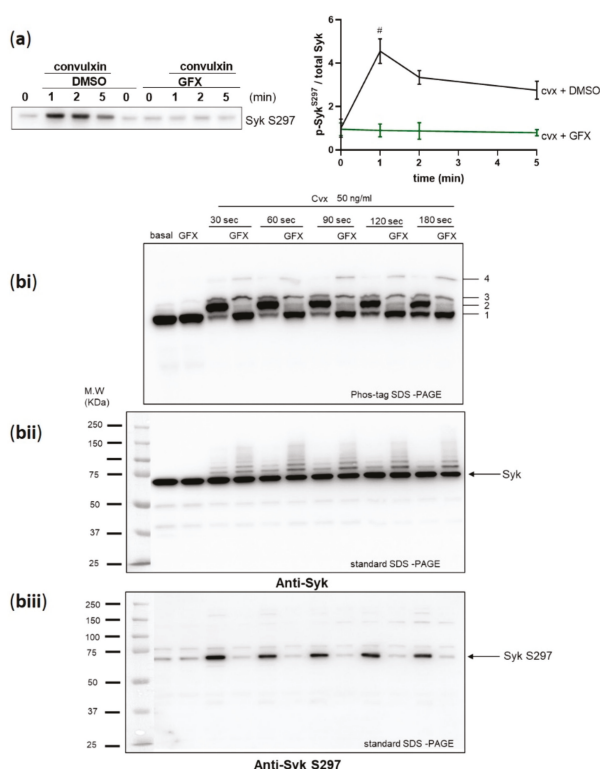 (a)
convulxin convulxin
DMSO GFX
0 1 2 5 0 0 1 2 5 (min)
Syk S297
p-Syk^S297 / total Syk
6
4
2
0
#
cvx + DMSO
cvx + GFX
0 1 2 3 4 5
time (min)
Cvx 50 ng/ml
30 sec 60 sec 90 sec 120 sec 180 sec
basal GFX GFX GFX GFX GFX GFX
(bi)
4
3
2
1
Phos-tag SDS -PAGE
M.W
(KDa)
(bii)
250
150
75
50
37
25
Syk
standard SDS -PAGE
Anti-Syk
(biii)
250
150
100
75
50
37
25
Syk S297
standard SDS -PAGE
Anti-Syk S297